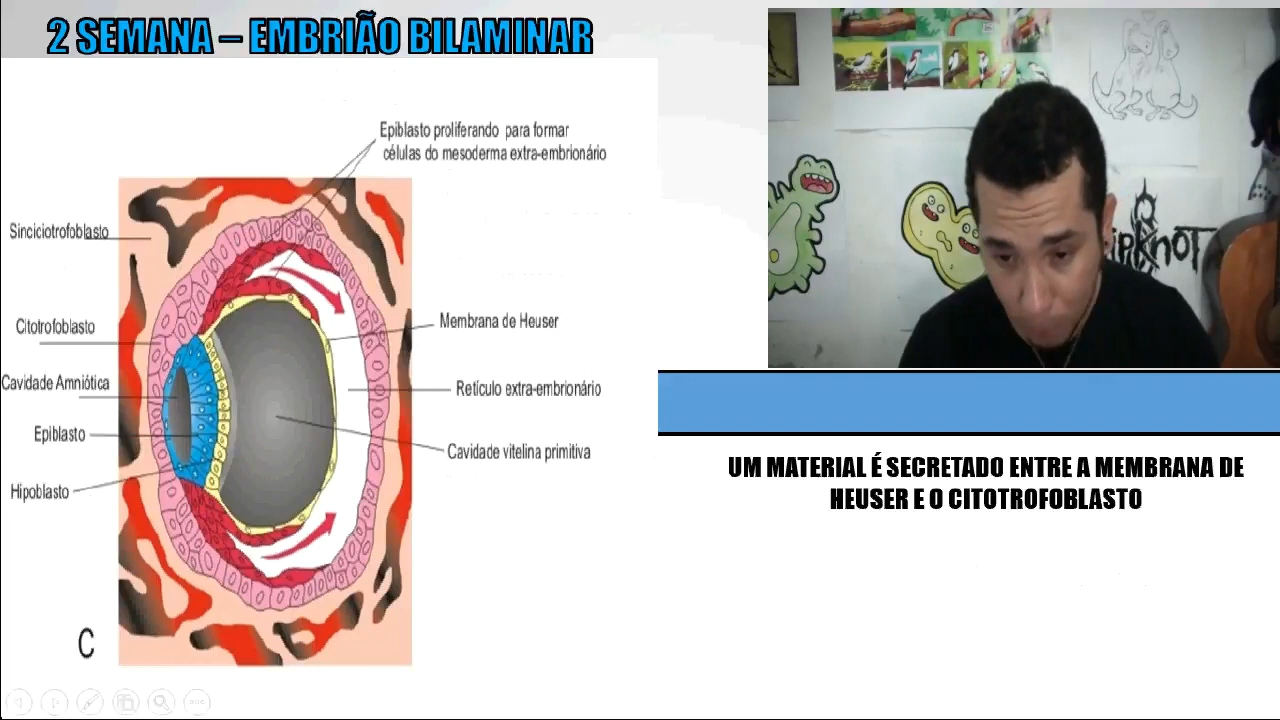 2 SEMANA – EMBRIÃO BILAMINAR
Epiblasto proliferando para formar
células do mesoderma extra-embrionário
Sinciciotrofoblasto
Citotrofoblasto
Membrana de Heuser
Cavidade Amniótica
Retículo extra-embrionário
Epiblasto
Cavidade vitelina primitiva
Hipoblasto
C
UM MATERIAL É SECRETADO ENTRE A MEMBRANA DE
HEUSER E O CITOTROFOBLASTO